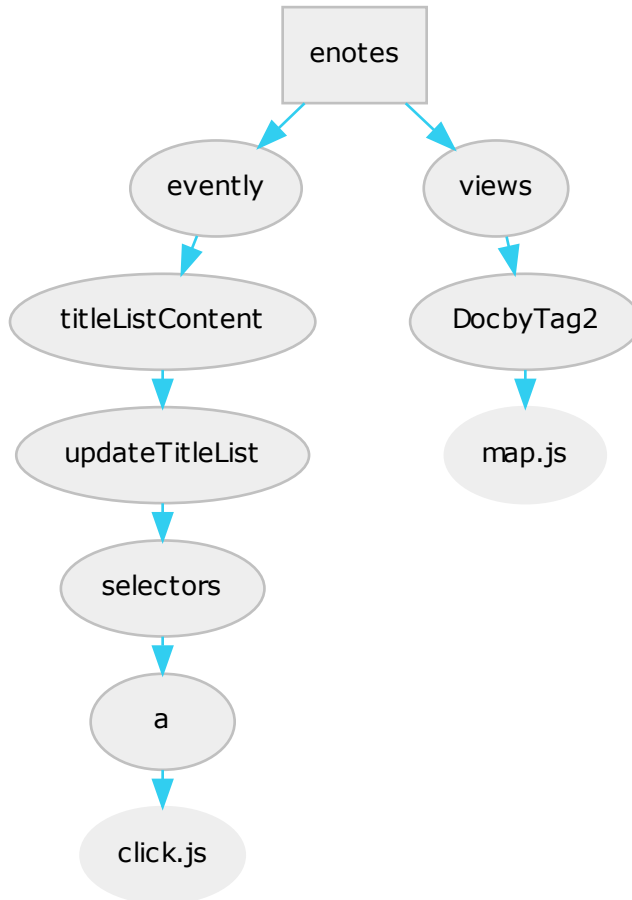 enotes
evently
views
titleListContent
DocbyTag2
updateTitleList
map.js
selectors
a
click.js